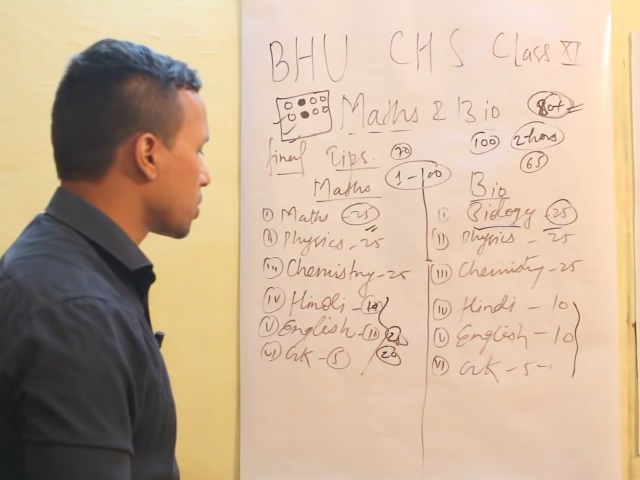 BHU CHS Class XI
Maths & Bio 80+
final Tips 70 100 2 hours
65
1-100
Maths
(i) Maths 25
(ii) Physics - 25
(iii) Chemistry - 25
(iv) Hindi - 10
(v) English - 10
(vi) GK - 5
20
Bio
(i) Biology - 25
(ii) Physics - 25
(iii) Chemistry - 25
(iv) Hindi - 10
(v) English - 10
(vi) GK - 5